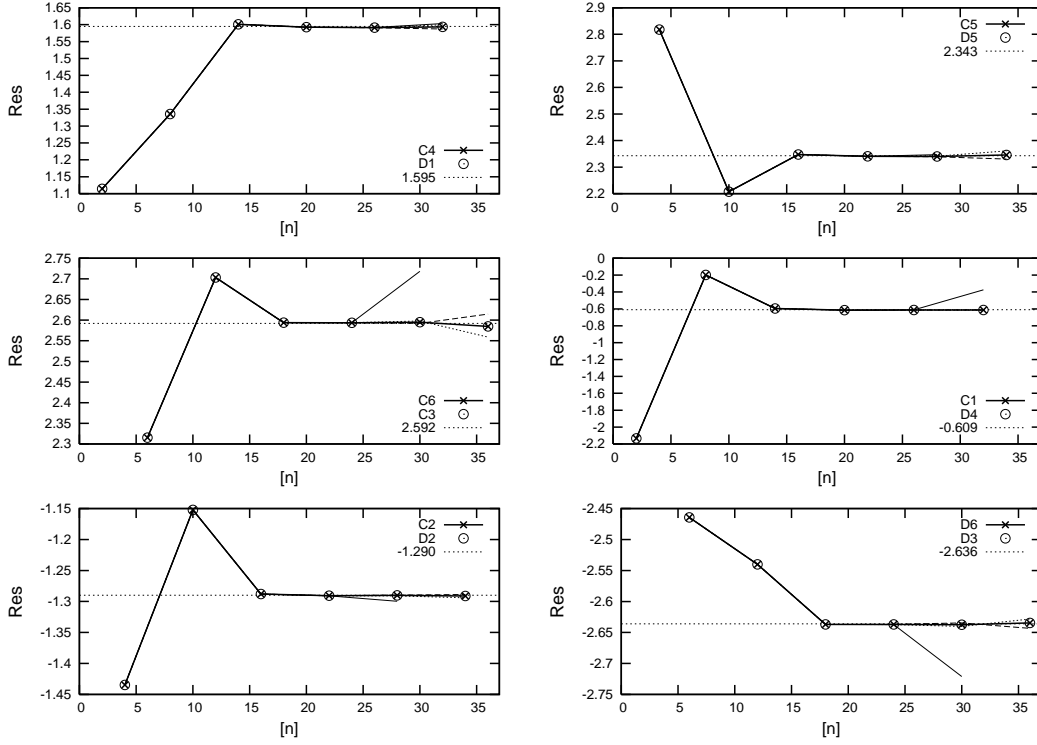 1.65
1.6
1.55
1.5
1.45
1.4
1.35
1.3
1.25
1.2
1.15
1.1
Res
C4
D1
1.595
0 5 10 15 20 25 30 35
[n]
2.9
2.8
2.7
2.6
2.5
2.4
2.3
2.2
Res
C5
D5
2.343
0 5 10 15 20 25 30 35
[n]
2.75
2.7
2.65
2.6
2.55
2.5
2.45
2.4
2.35
2.3
Res
C6
C3
2.592
0 5 10 15 20 25 30 35
[n]
0
-0.2
-0.4
-0.6
-0.8
-1
-1.2
-1.4
-1.6
-1.8
-2
-2.2
Res
C1
D4
-0.609
0 5 10 15 20 25 30 35
[n]
-1.15
-1.2
-1.25
-1.3
-1.35
-1.4
-1.45
Res
C2
D2
-1.290
0 5 10 15 20 25 30 35
[n]
-2.45
-2.5
-2.55
-2.6
-2.65
-2.7
-2.75
Res
D6
D3
-2.636
0 5 10 15 20 25 30 35
[n]